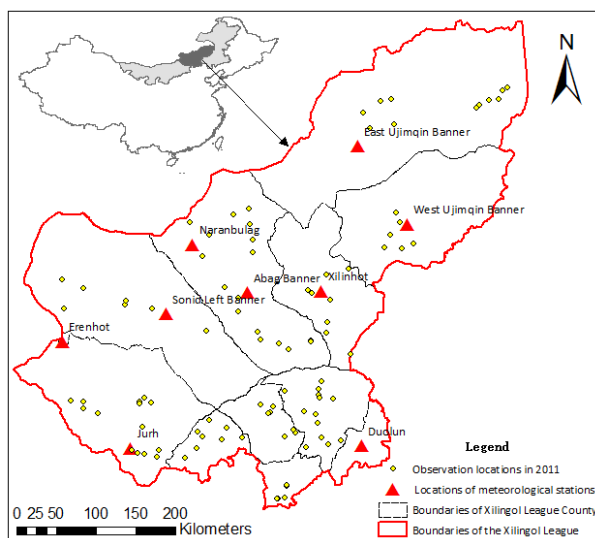 N
East Ujimqin Banner
West Ujimqin Banner
Naranbulag
Abag Banner
Xilinhot
Sonid Left Banner
Erenhot
Jurh
Duolun
Legend
Observation locations in 2011
Locations of meteorological stations
Boundaries of Xilingol League County
Boundaries of the Xilingol League
0 25 50 100 150 200
Kilometers